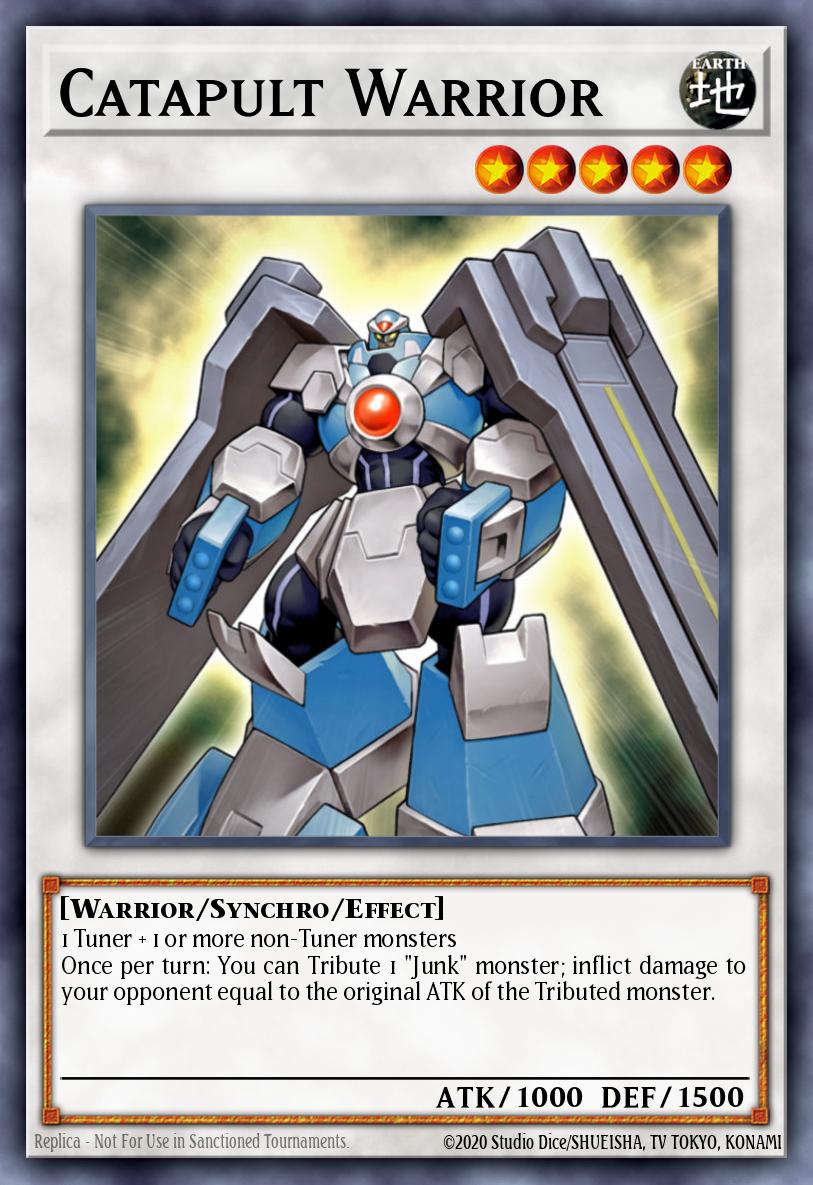 Catapult Warrior
EARTH
地
[Warrior/Synchro/Effect]
1 Tuner + 1 or more non-Tuner monsters
Once per turn: You can Tribute 1 "Junk" monster; inflict damage to
your opponent equal to the original ATK of the Tributed monster.
ATK/1000 DEF/1500
Replica - Not For Use in Sanctioned Tournaments.
©2020 Studio Dice/SHUEISHA, TV TOKYO, KONAMI